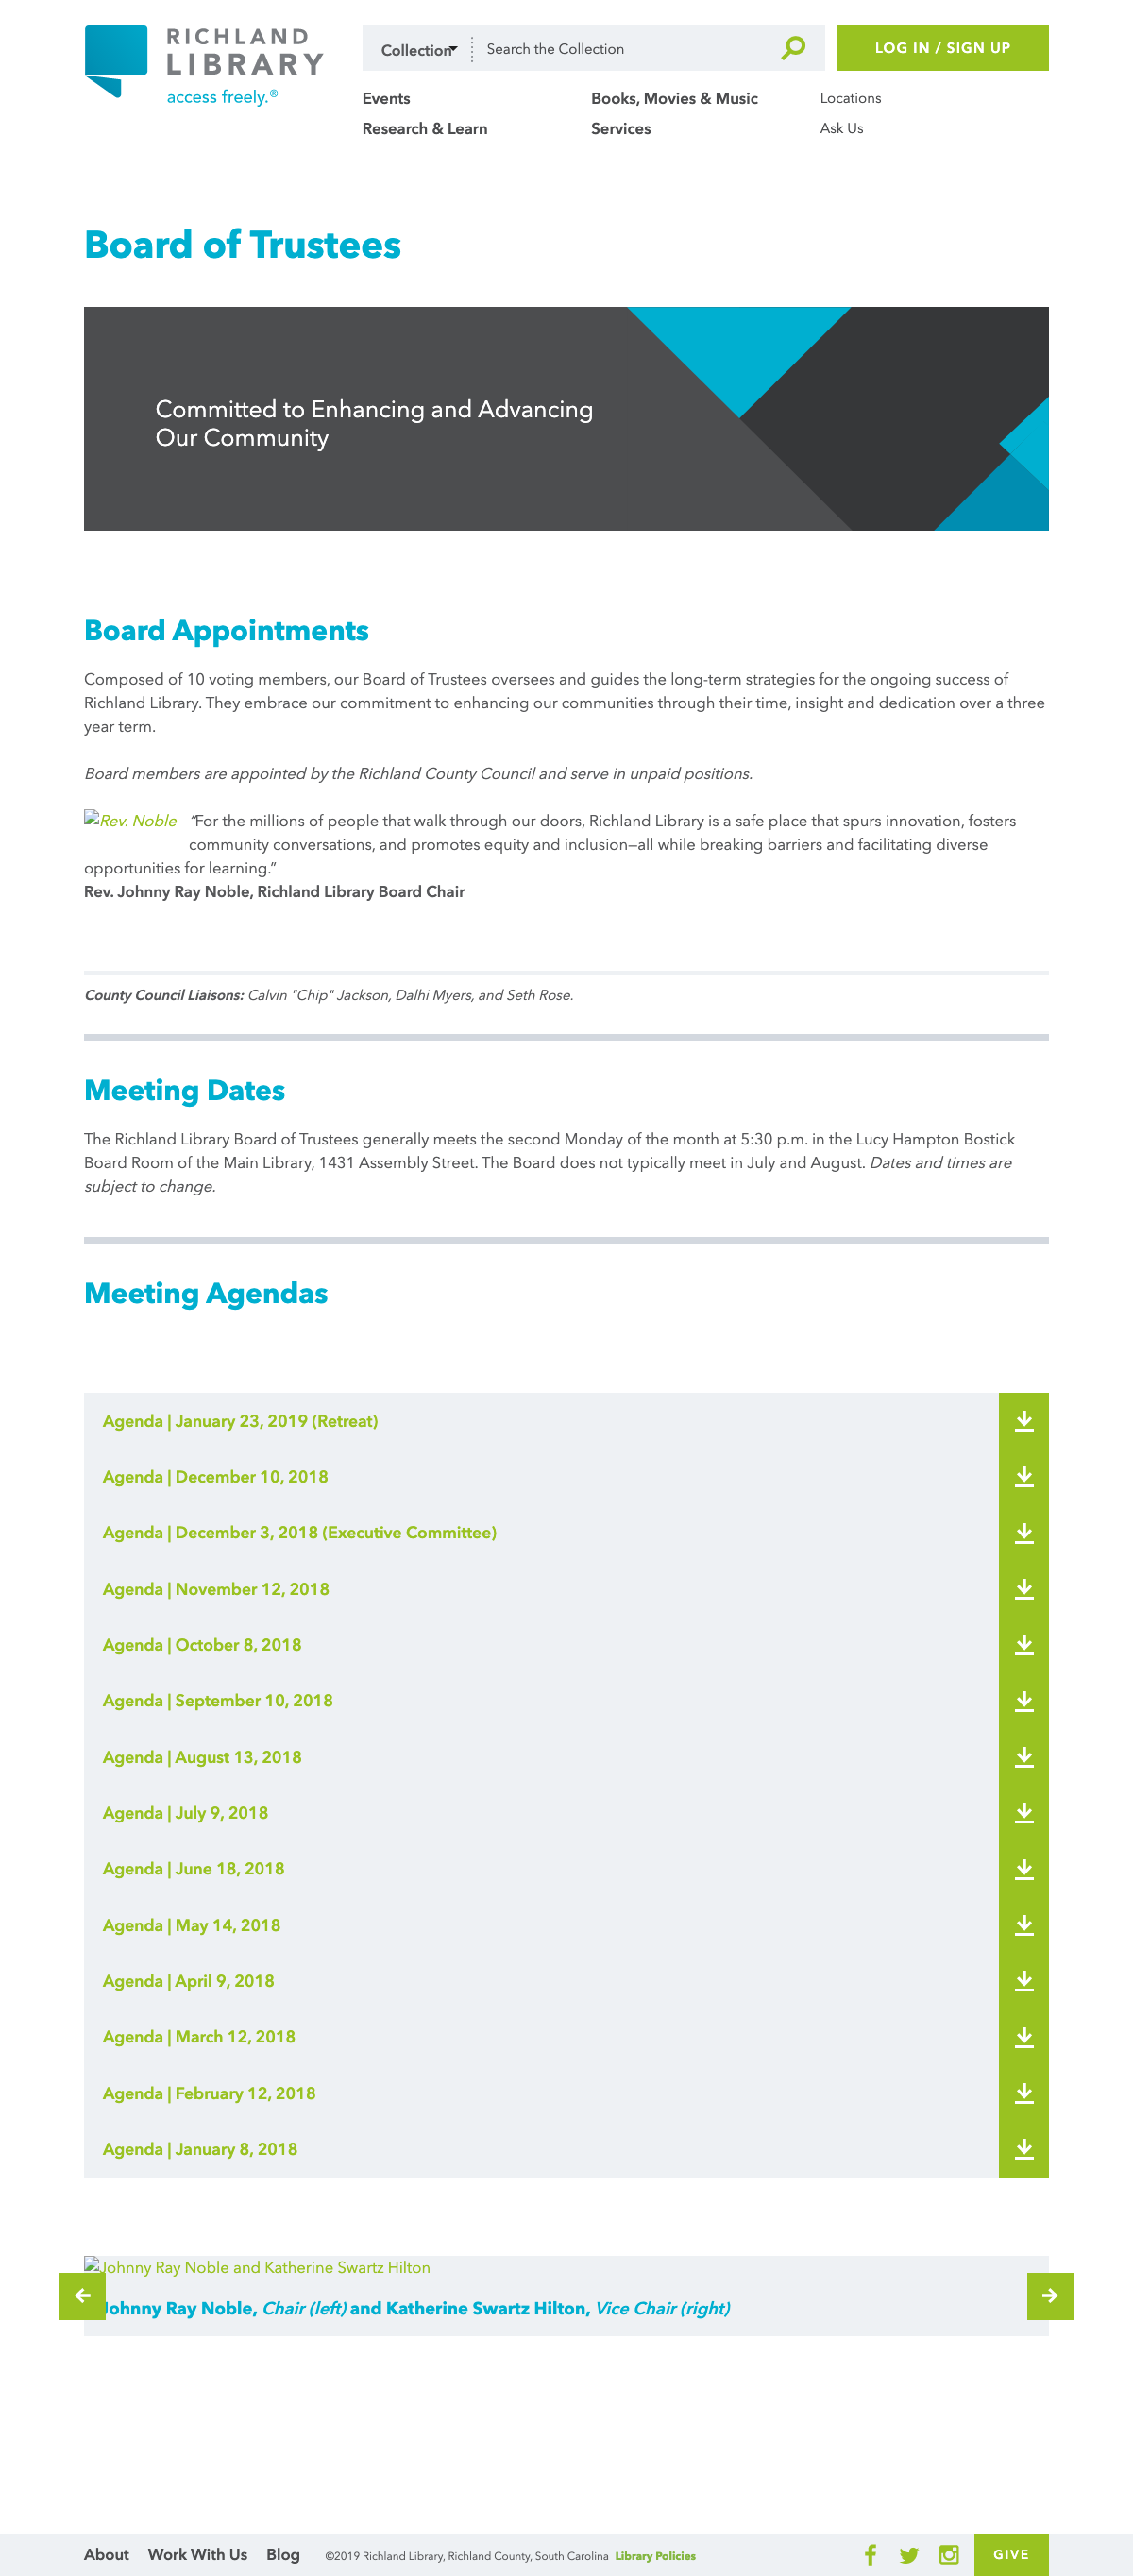 RICHLAND
LIBRARY
access freely.®
Collection
Search the Collection
LOG IN / SIGN UP
Events
Books, Movies & Music
Locations
Research & Learn
Services
Ask Us
Board of Trustees
Committed to Enhancing and Advancing
Our Community
Board Appointments
Composed of 10 voting members, our Board of Trustees oversees and guides the long-term strategies for the ongoing success of
Richland Library. They embrace our commitment to enhancing our communities through their time, insight and dedication over a three
year term.
Board members are appointed by the Richland County Council and serve in unpaid positions.
Rev. Noble “For the millions of people that walk through our doors, Richland Library is a safe place that spurs innovation, fosters
community conversations, and promotes equity and inclusion—all while breaking barriers and facilitating diverse
opportunities for learning.”
Rev. Johnny Ray Noble, Richland Library Board Chair
County Council Liaisons: Calvin "Chip" Jackson, Dalhi Myers, and Seth Rose.
Meeting Dates
The Richland Library Board of Trustees generally meets the second Monday of the month at 5:30 p.m. in the Lucy Hampton Bostick
Board Room of the Main Library, 1431 Assembly Street. The Board does not typically meet in July and August. Dates and times are
subject to change.
Meeting Agendas
Agenda | January 23, 2019 (Retreat)
Agenda | December 10, 2018
Agenda | December 3, 2018 (Executive Committee)
Agenda | November 12, 2018
Agenda | October 8, 2018
Agenda | September 10, 2018
Agenda | August 13, 2018
Agenda | July 9, 2018
Agenda | June 18, 2018
Agenda | May 14, 2018
Agenda | April 9, 2018
Agenda | March 12, 2018
Agenda | February 12, 2018
Agenda | January 8, 2018
Johnny Ray Noble and Katherine Swartz Hilton
Johnny Ray Noble, Chair (left) and Katherine Swartz Hilton, Vice Chair (right)
About
Work With Us
Blog
©2019 Richland Library, Richland County, South Carolina Library Policies
GIVE